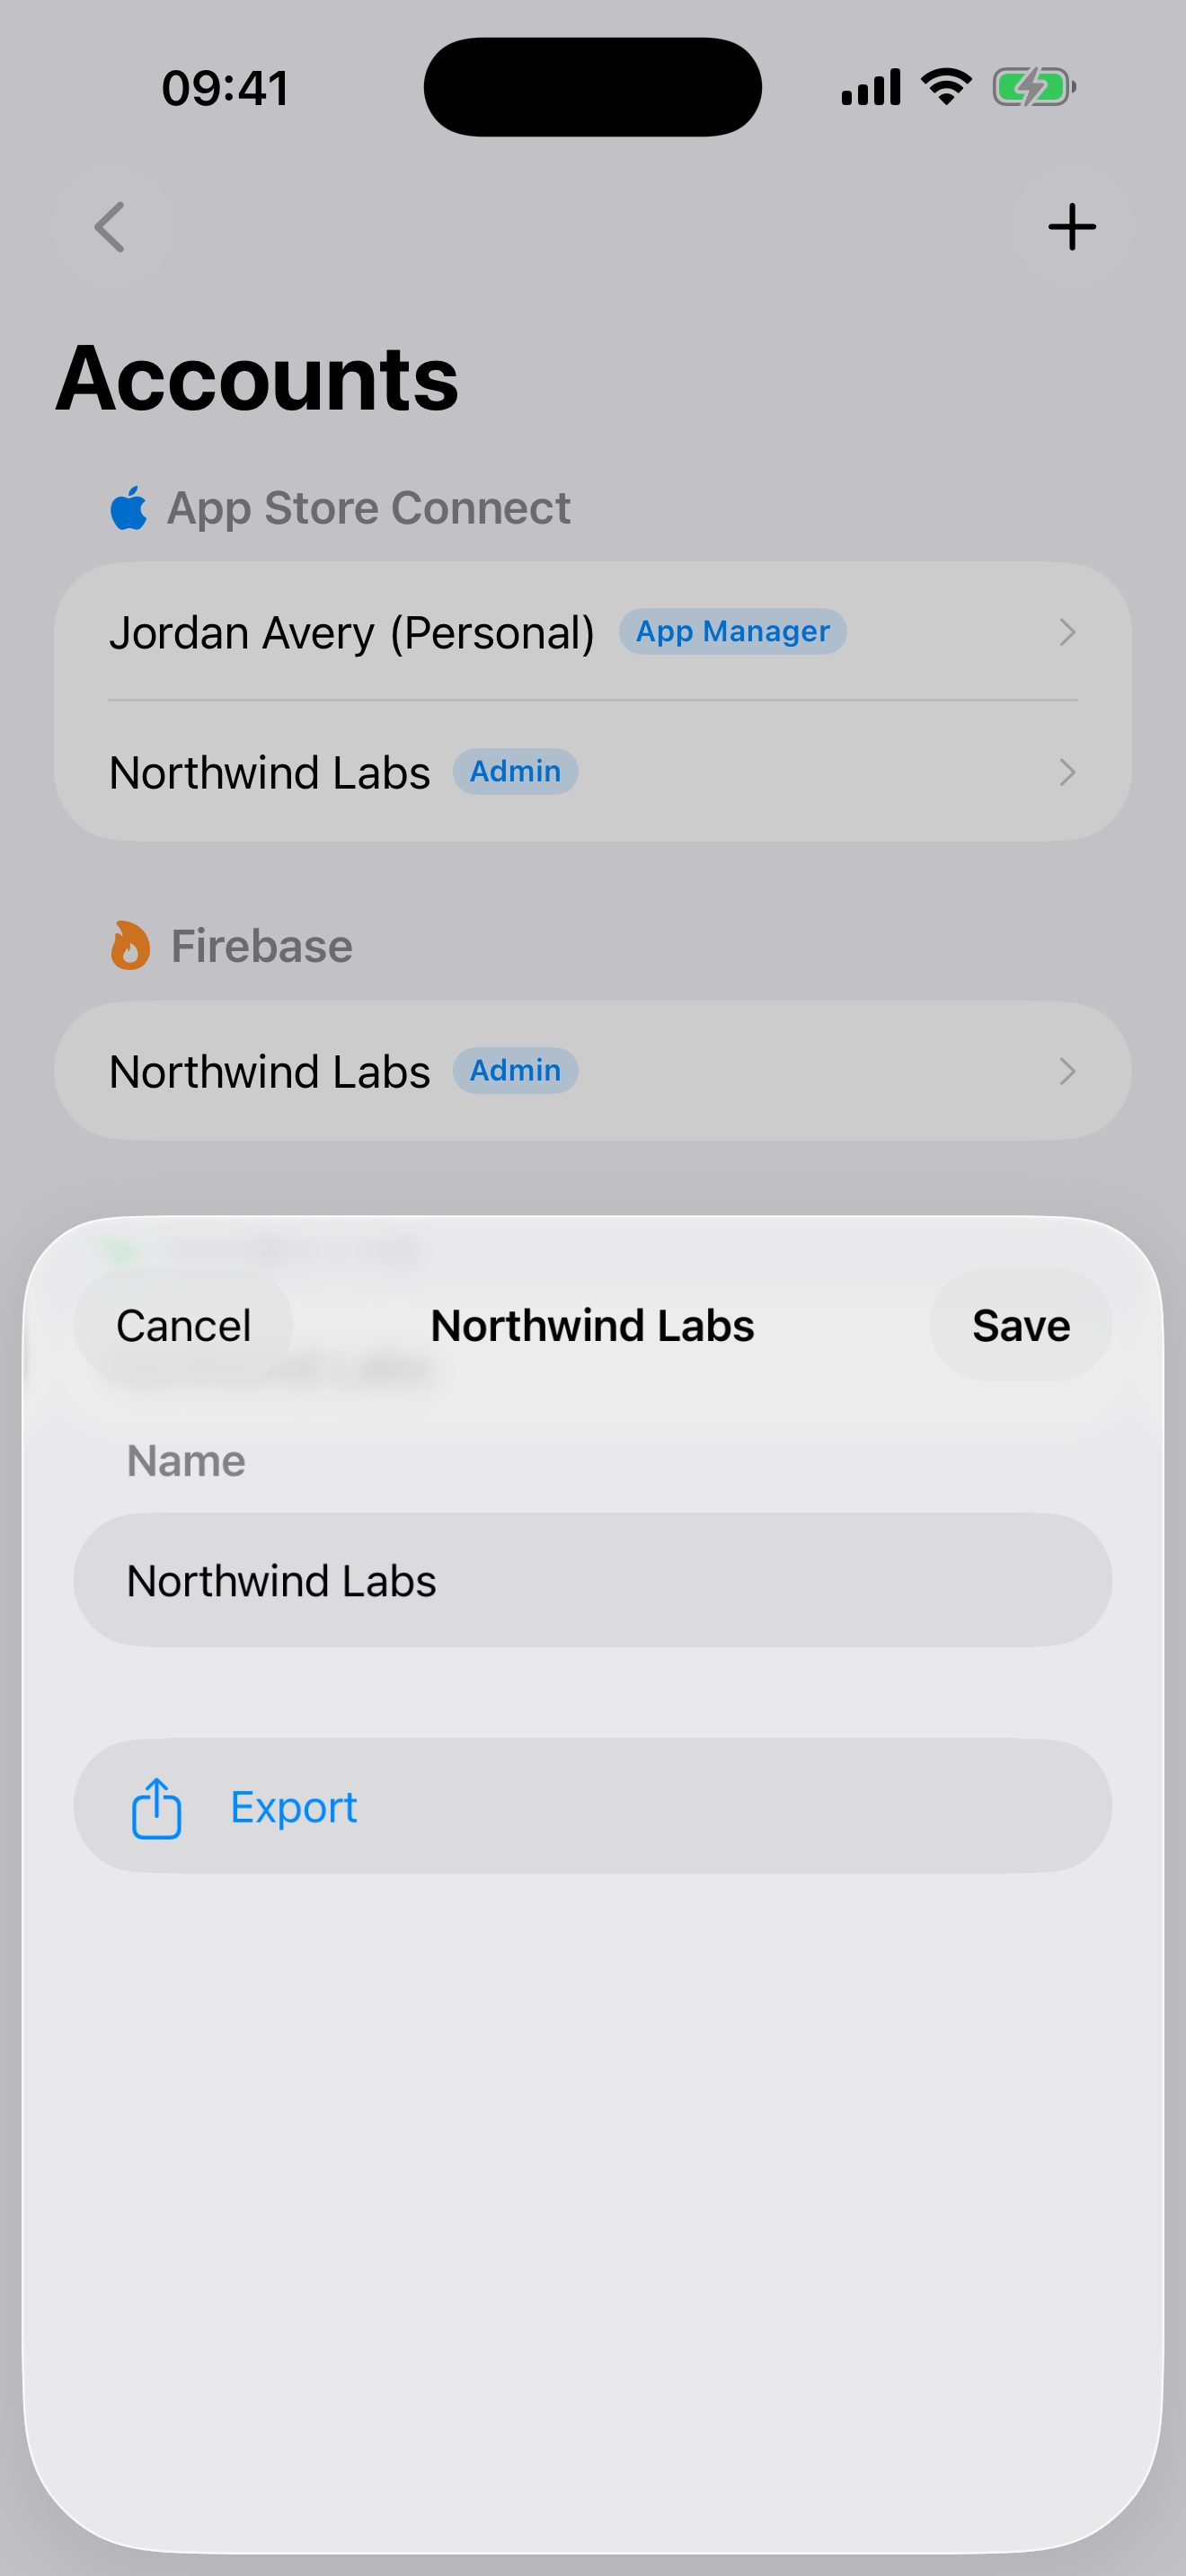 09:41
Accounts
App Store Connect
Jordan Avery (Personal) App Manager
Northwind Labs Admin
Firebase
Northwind Labs Admin
Cancel Northwind Labs Save
Name
Northwind Labs
Export